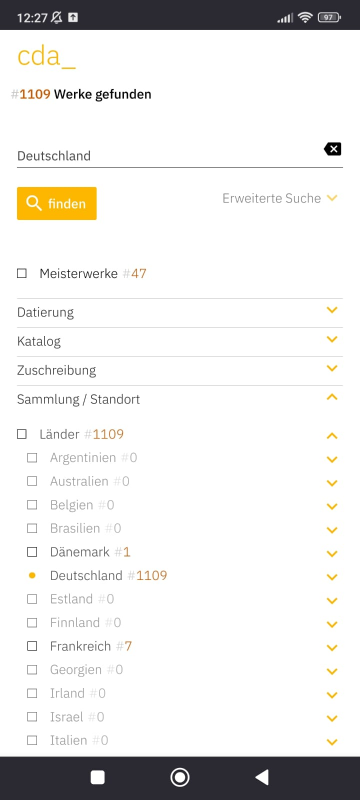 12:27
97
cda_
#1109 Werke gefunden
Deutschland
finden
Erweiterte Suche
Meisterwerke #47
Datierung
Katalog
Zuschreibung
Sammlung / Standort
Länder #1109
Argentinien #0
Australien #0
Belgien #0
Brasilien #0
Dänemark #1
Deutschland #1109
Estland #0
Finnland #0
Frankreich #7
Georgien #0
Irland #0
Israel #0
Italien #0